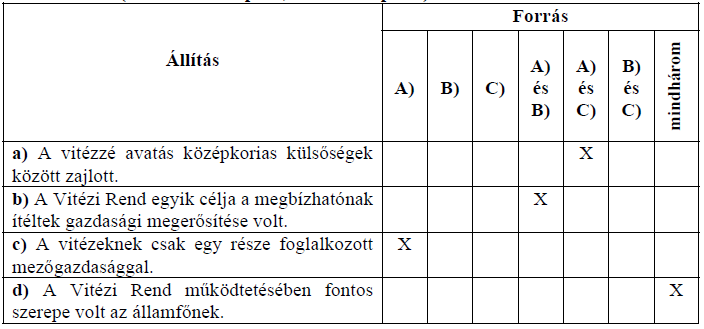 Állítás
Forrás
A)
B)
C)
A) és B)
A) és C)
B) és C)
mindhárom
a) A vitézzé avatás középkorias külsőségek
között zajlott.
X
b) A Vitézi Rend egyik célja a megbízhatónak
ítéltek gazdasági megerősítése volt.
X
c) A vitézeknek csak egy része foglalkozott
mezőgazdasággal.
X
d) A Vitézi Rend működtetésében fontos
szerepe volt az államfőnek.
X